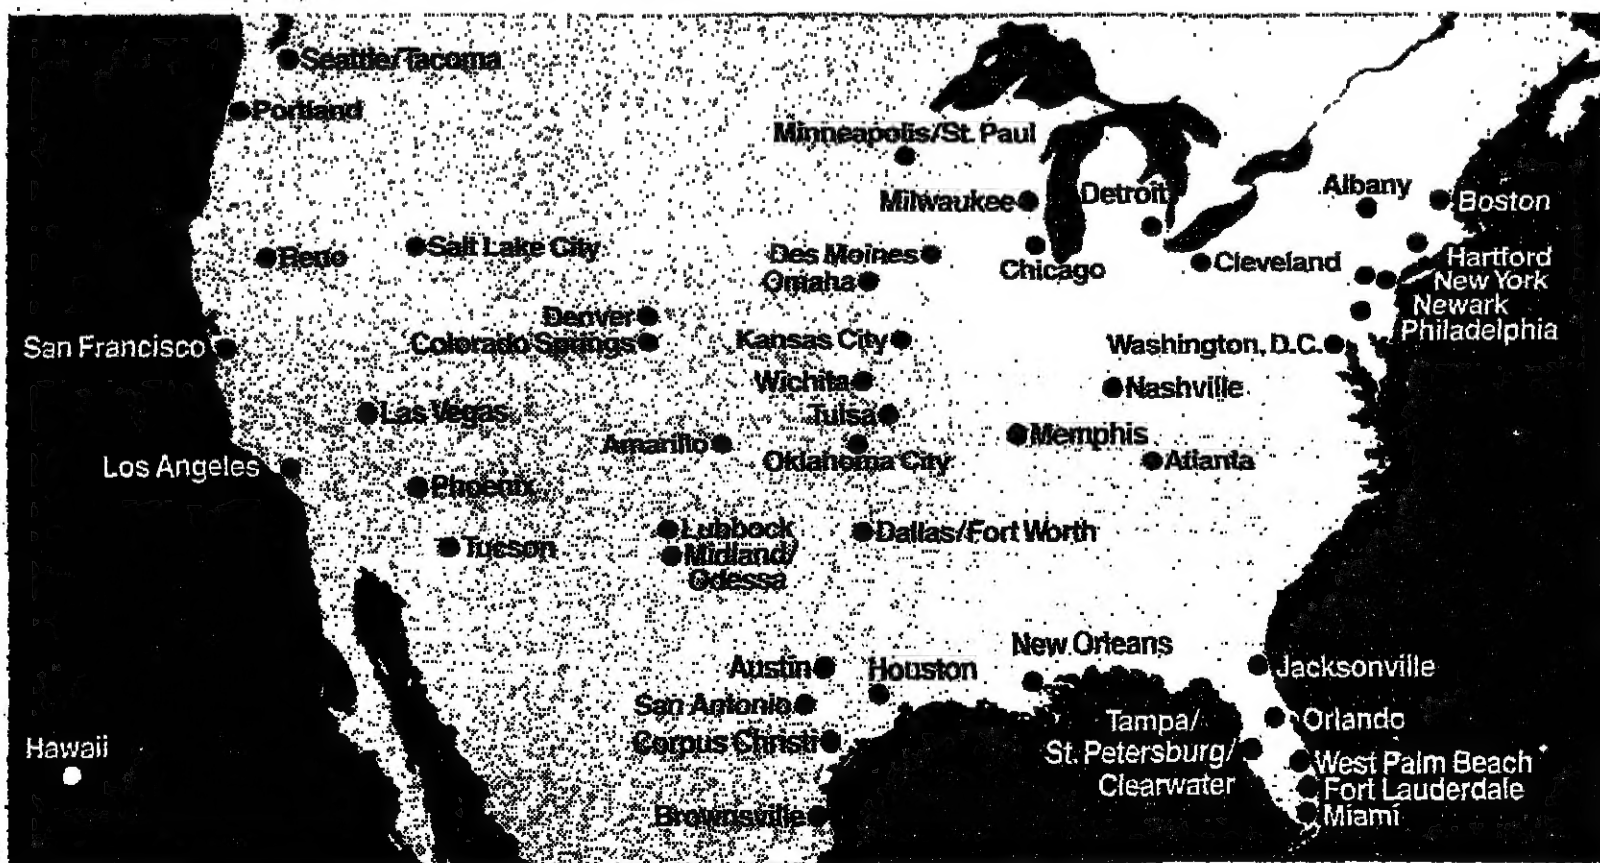 Seattle/Tacoma
Portland
Minneapolis/St. Paul
Milwaukee
Detroit
Albany
Boston
Reno
Salt Lake City
Des Moines
Omaha
Chicago
Cleveland
Hartford
New York
Newark
Philadelphia
Denver
Colorado Springs
San Francisco
Kansas City
Washington, D.C.
Wichita
Nashville
Las Vegas
Tulsa
Amarillo
Oklahoma City
Memphis
Atlanta
Los Angeles
Phoenix
Lubbock
Midland/
Odessa
Dallas/Fort Worth
Tucson
New Orleans
Austin
Houston
Jacksonville
San Antonio
Corpus Christi
Tampa/
St. Petersburg/
Clearwater
Orlando
Hawaii
West Palm Beach
Fort Lauderdale
Miami
Brownsville